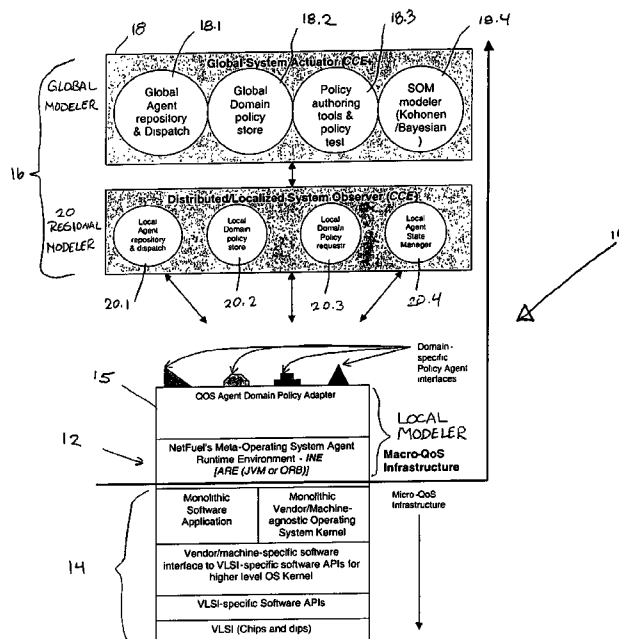 18
18.1
18.2
18.3
18.4
Global System Actuator (CCE)
GLOBAL
MODELER
Global
Agent
repository
& Dispatch
Global
Domain
policy
store
Policy
authoring
tools &
policy
test
SOM
modeler
(Kohonen
/Bayesian
)
16
20
REGIONAL
MODELER
Distributed/Localized System Observer (CCE)
Local
Agent
repository
& dispatch
Local
Domain
policy
store
Local
Domain
Policy
requestr
Local
Agent
State
Manager
20.1
20.2
20.3
20.4
Domain-
specific
Policy Agent
interfaces
15
QOS Agent Domain Policy Adapter
LOCAL
MODELER
Macro-QoS
Infrastructure
12
NetFuel's Meta-Operating System Agent
Runtime Environment - INE
[ARE (JVM or ORB)]
Monolithic
Software
Application
Monolithic
Vendor/Machine-
agnostic Operating
System Kernel
Micro-QoS
Infrastructure
14
Vendor/machine-specific software
interface to VLSI-specific software APIs for
higher level OS Kernel
VLSI-specific Software APIs
VLSI (Chips and dips)